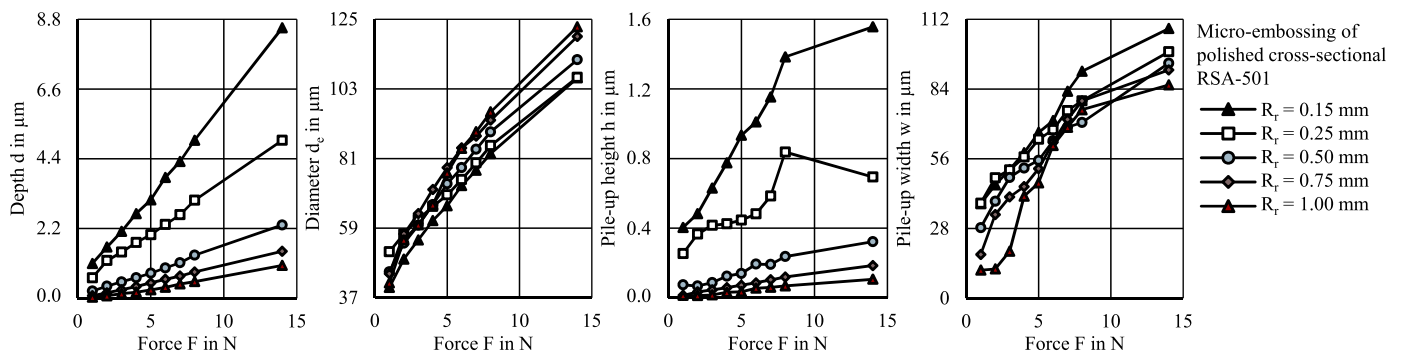 Depth d in µm
8.8
6.6
4.4
2.2
0.0
0 5 10 15
Force F in N
Diameter dc in µm
125
103
81
59
37
0 5 10 15
Force F in N
Pile-up height h in µm
1.6
1.2
0.8
0.4
0.0
0 5 10 15
Force F in N
Pile-up width w in µm
112
84
56
28
0
0 5 10 15
Force F in N
Micro-embossing of
polished cross-sectional
RSA-501
Rr = 0.15 mm
Rr = 0.25 mm
Rr = 0.50 mm
Rr = 0.75 mm
Rr = 1.00 mm